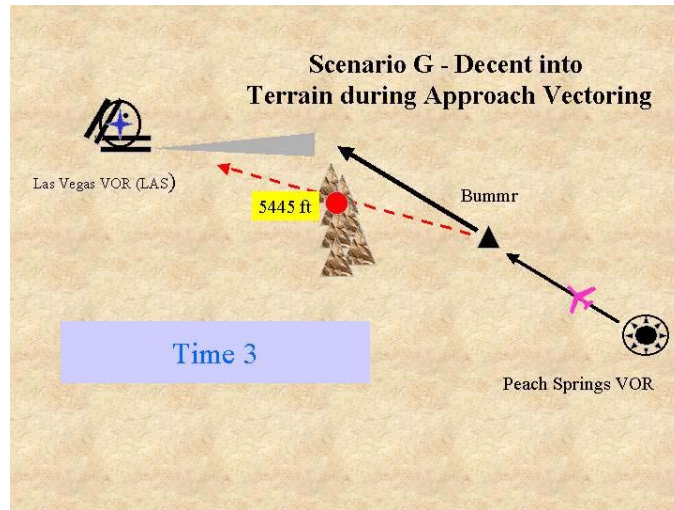 Scenario G - Decent into
Terrain during Approach Vectoring
Las Vegas VOR (LAS)
5445 ft
Bummr
Time 3
Peach Springs VOR